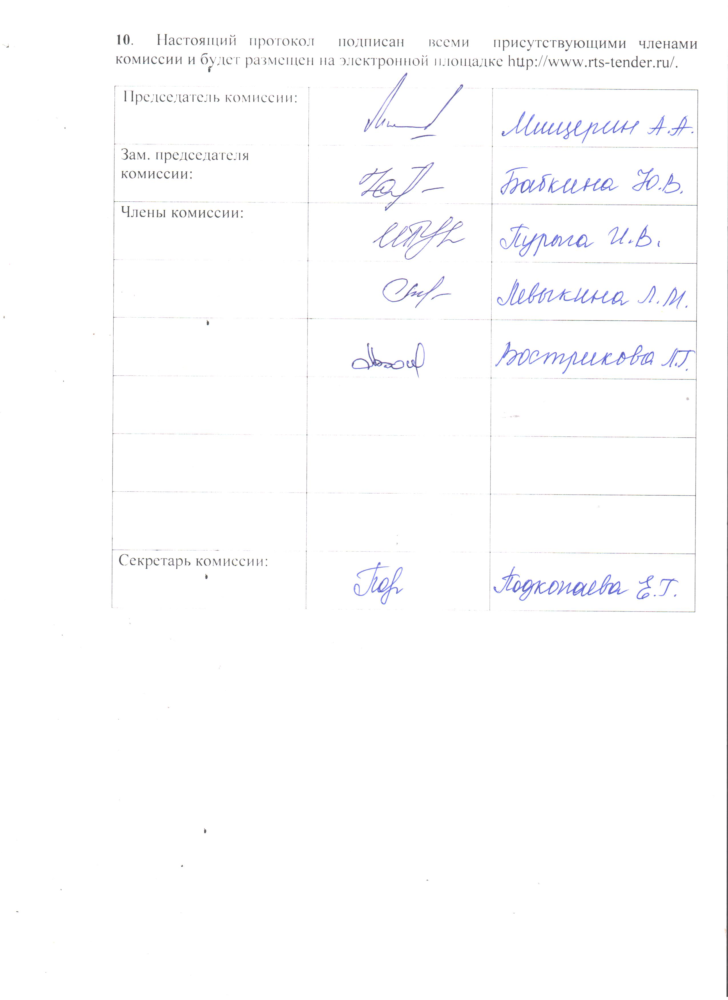 10. Настоящий протокол подписан всеми присутствующими членами
комиссии и будет размещен на электронной площадке http://www.rts-tender.ru/.
Председатель комиссии: Мищерин А.А.
Зам. председателя
комиссии: Бабкина Ю.В.
Члены комиссии: Пурыга И.В.
Левыкина Л.М.
Вострикова Л.Г.
Секретарь комиссии: Подкопаева Е.Г.